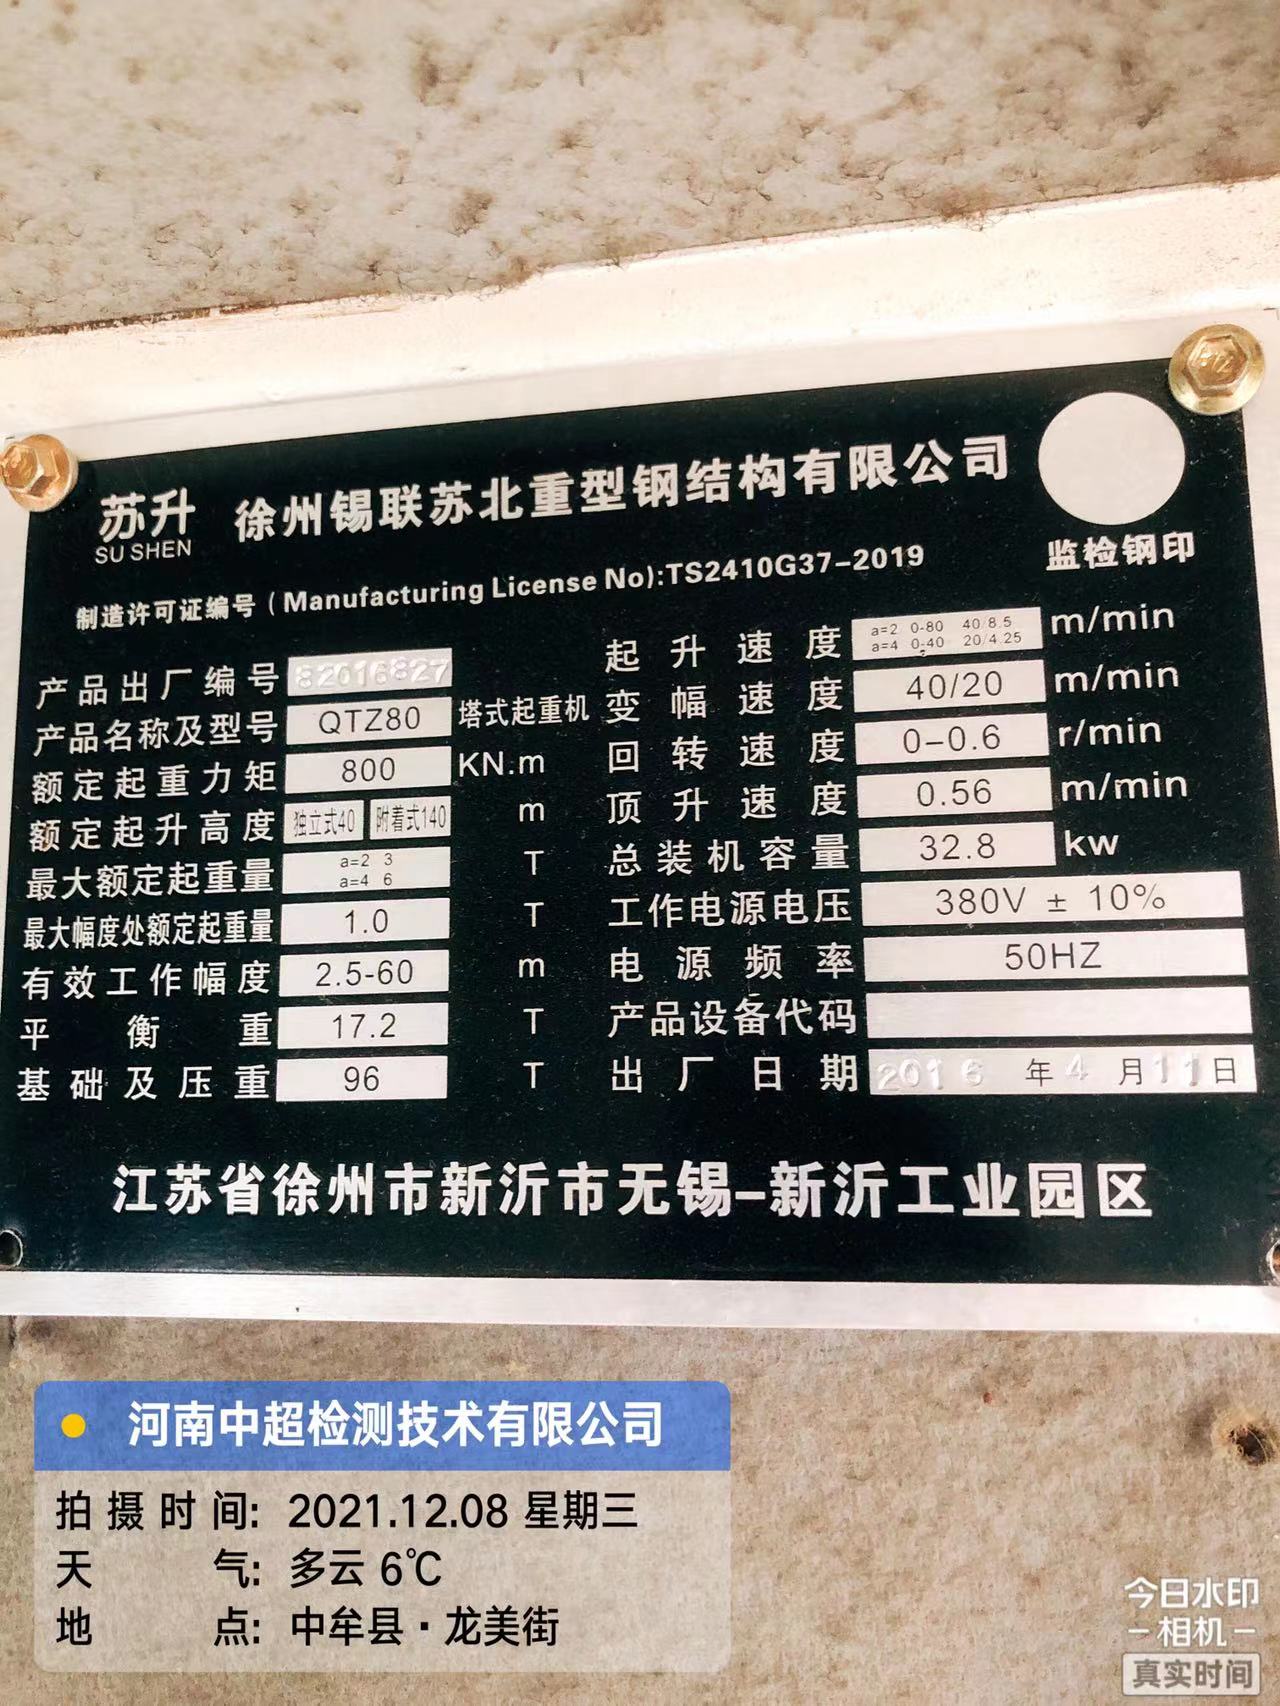 苏升
SU SHEN
徐州锡联苏北重型钢结构有限公司
监检钢印
制造许可证编号(Manufacturing License No):TS2410G37-2019
产品出厂编号 82016827
产品名称及型号 QTZ80 塔式起重机
额定起重力矩 800 KN.m
额定起升高度 独立式40 附着式140 m
最大额定起重量 a=2 3 a=4 6 T
最大幅度处额定起重量 1.0 T
有效工作幅度 2.5-60 m
平衡重 17.2 T
基础及压重 96 T
起升速度 a=2 0-80 40/8.5 a=4 0-40 20/4.25 m/min
变幅速度 40/20 m/min
回转速度 0-0.6 r/min
顶升速度 0.56 m/min
总装机容量 32.8 kw
工作电源电压 380V ± 10%
电源频率 50HZ
产品设备代码
出厂日期 2016 年 4 月 11 日
江苏省徐州市新沂市无锡-新沂工业园区
河南中超检测技术有限公司
拍摄时间: 2021.12.08 星期三
天气: 多云 6℃
地点: 中牟县·龙美街
今日水印
-相机-
真实时间